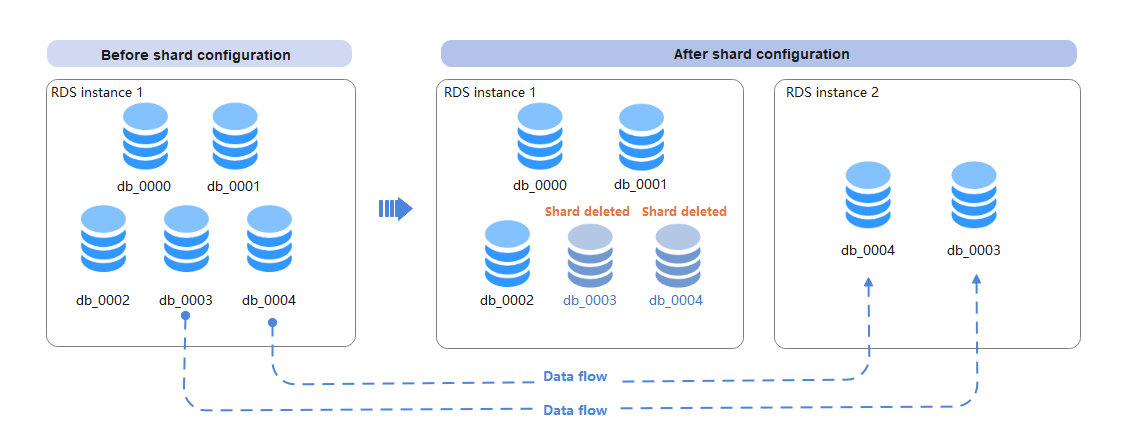 Before shard configuration
After shard configuration
RDS instance 1
db_0000
db_0001
db_0002
db_0003
db_0004
RDS instance 1
db_0000
db_0001
Shard deleted
Shard deleted
db_0002
db_0003
db_0004
RDS instance 2
db_0004
db_0003
Data flow
Data flow